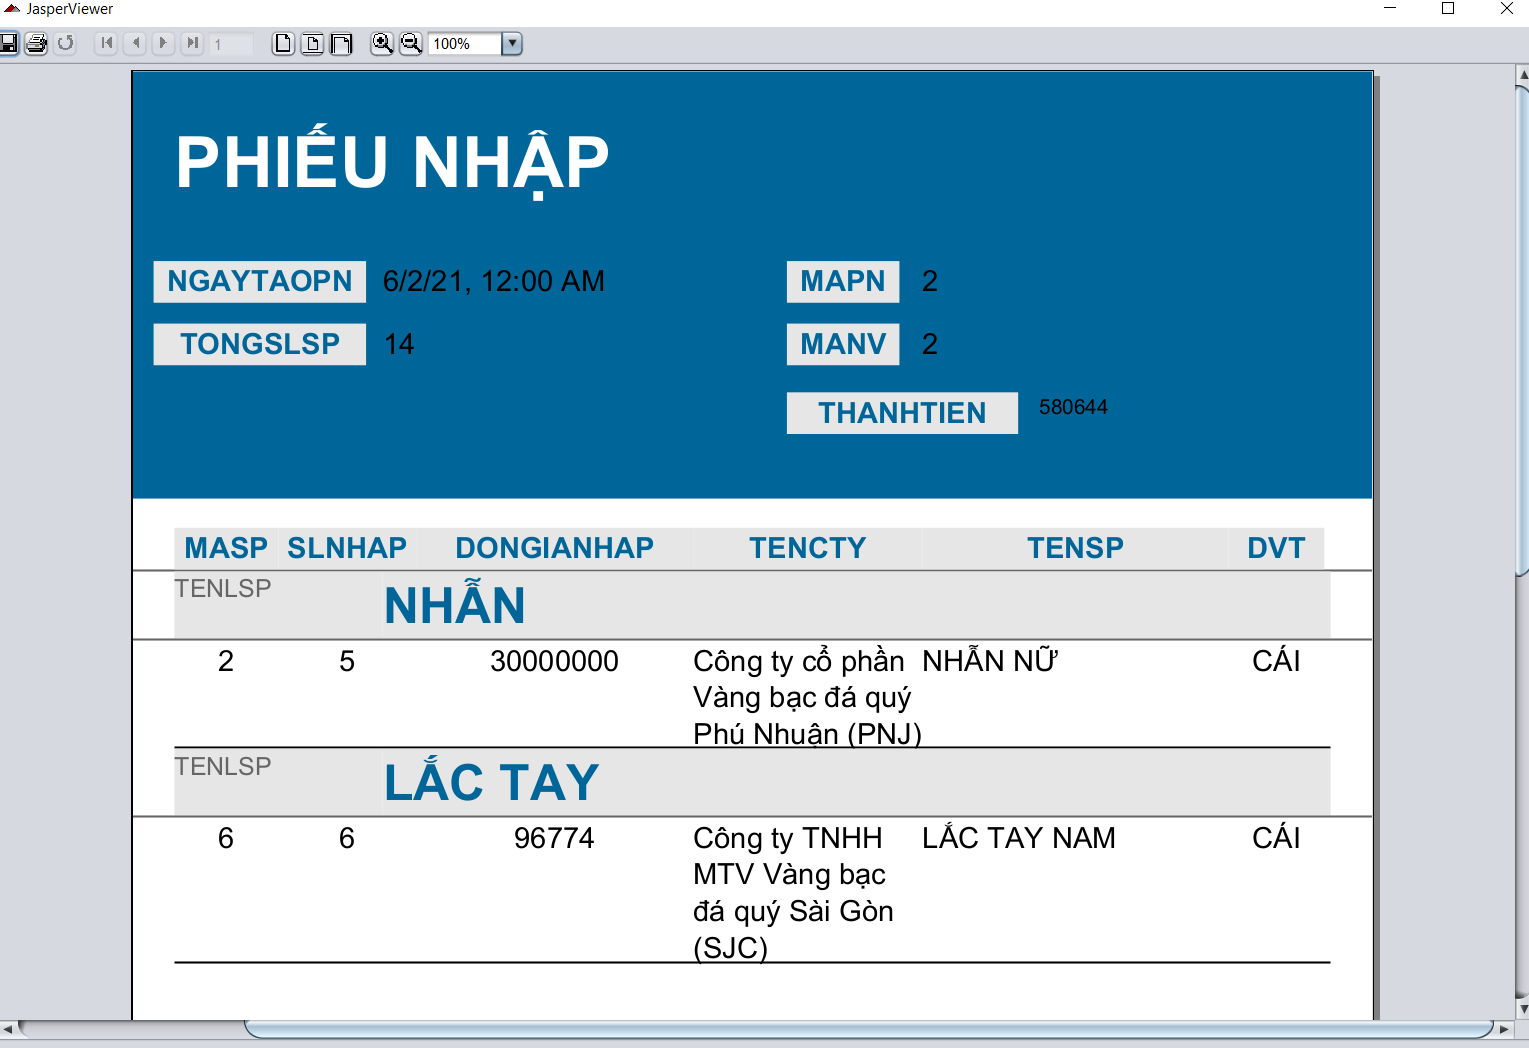 JasperViewer
1
100%
PHIẾU NHẬP
NGAYTAOPN 6/2/21, 12:00 AM MAPN 2
TONGSLSP 14 MANV 2
THANHTIEN 580644
MASP SLNHAP DONGIANHAP TENCTY TENSP DVT
TENLSP NHẪN
2 5 30000000 Công ty cổ phần NHẪN NỮ CÁI
Vàng bạc đá quý
Phú Nhuận (PNJ)
TENLSP LẮC TAY
6 6 96774 Công ty TNHH LẮC TAY NAM CÁI
MTV Vàng bạc
đá quý Sài Gòn
(SJC)